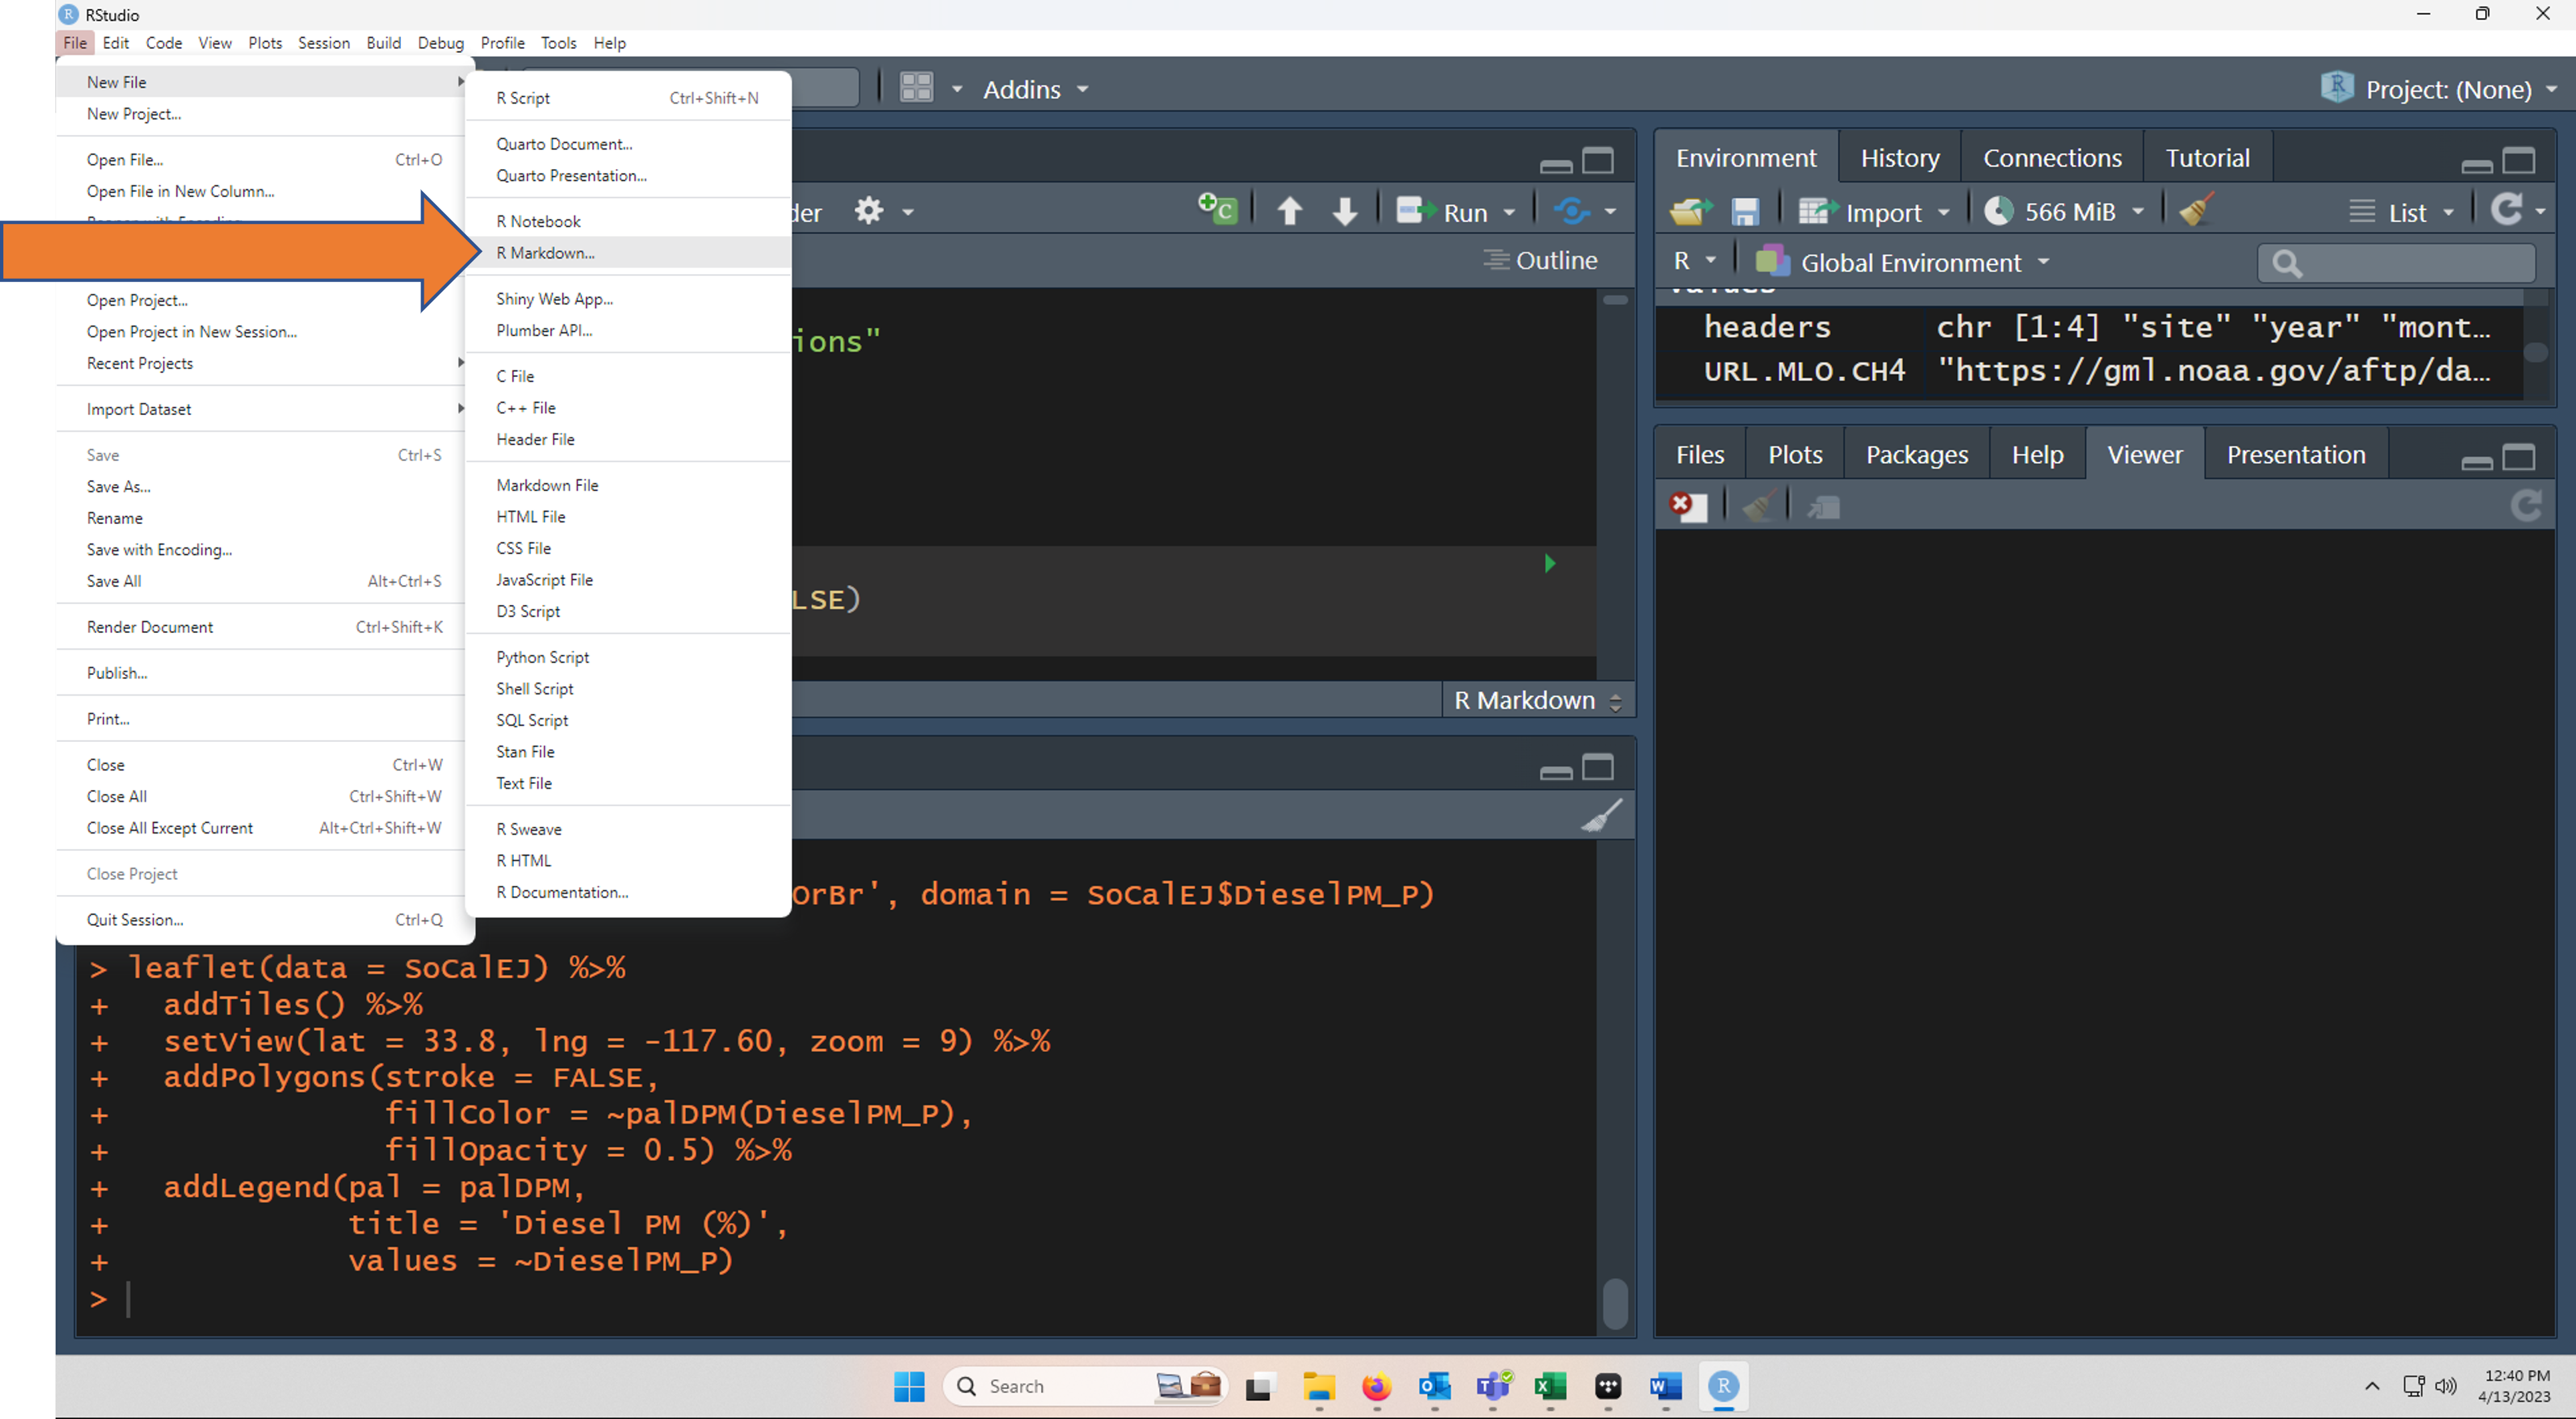 RStudio
File Edit Code View Plots Session Build Debug Profile Tools Help
New File
New Project...
Open File... Ctrl+O
Open File in New Column...
Open Project...
Open Project in New Session...
Recent Projects
Import Dataset
Save Ctrl+S
Save As...
Rename
Save with Encoding...
Save All Alt+Ctrl+S
Render Document Ctrl+Shift+K
Publish...
Print...
Close Ctrl+W
Close All Ctrl+Shift+W
Close All Except Current Alt+Ctrl+Shift+W
Close Project
Quit Session... Ctrl+Q
R Script Ctrl+Shift+N
Quarto Document...
Quarto Presentation...
R Notebook
R Markdown...
Shiny Web App...
Plumber API...
C File
C++ File
Header File
Markdown File
HTML File
CSS File
JavaScript File
D3 Script
Python Script
Shell Script
SQL Script
Stan File
Text File
R Sweave
R HTML
R Documentation...
Addins
Project: (None)
der Run
Outline
ions"
LSE)
R Markdown
Environment History Connections Tutorial
Import 566 MiB List
R Global Environment
headers chr [1:4] "site" "year" "mont…
URL.MLO.CH4 "https://gml.noaa.gov/aftp/da…
Files Plots Packages Help Viewer Presentation
OrBr', domain = SoCalEJ$DieselPM_P)
> leaflet(data = SoCalEJ) %>%
+ addTiles() %>%
+ setView(lat = 33.8, lng = -117.60, zoom = 9) %>%
+ addPolygons(stroke = FALSE,
+ fillColor = ~palDPM(DieselPM_P),
+ fillOpacity = 0.5) %>%
+ addLegend(pal = palDPM,
+ title = 'Diesel PM (%)',
+ values = ~DieselPM_P)
>
Search
12:40 PM
4/13/2023